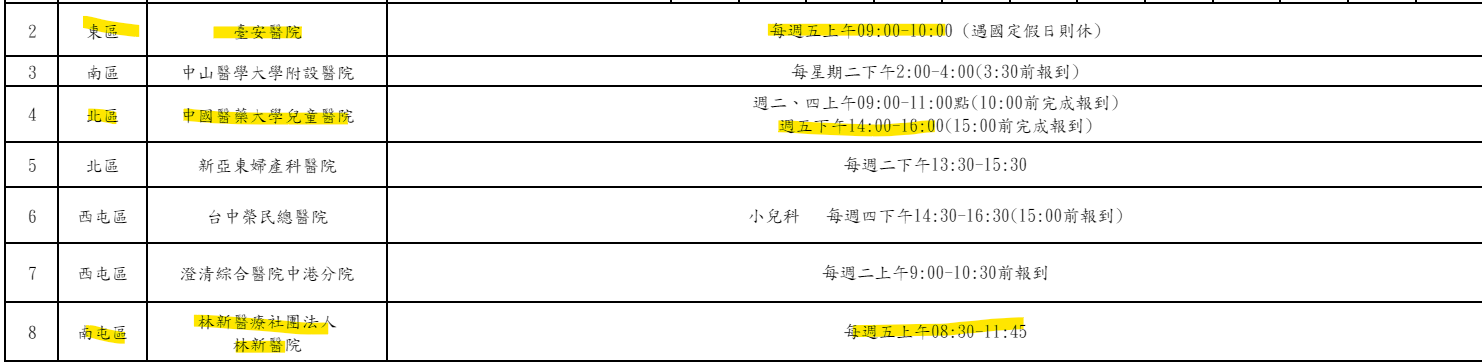 2 東區 臺安醫院 每週五上午09:00-10:00 (遇國定假日則休)
3 南區 中山醫學大學附設醫院 每星期二下午2:00-4:00(3:30前報到)
4 北區 中國醫藥大學兒童醫院 週二、四上午09:00-11:00點(10:00前完成報到)
週五下午14:00-16:00(15:00前完成報到)
5 北區 新亞東婦產科醫院 每週二下午13:30-15:30
6 西屯區 台中榮民總醫院 小兒科 每週四下午14:30-16:30(15:00前報到)
7 西屯區 澄清綜合醫院中港分院 每週二上午9:00-10:30前報到
8 南屯區 林新醫療社團法人
林新醫院 每週五上午08:30-11:45